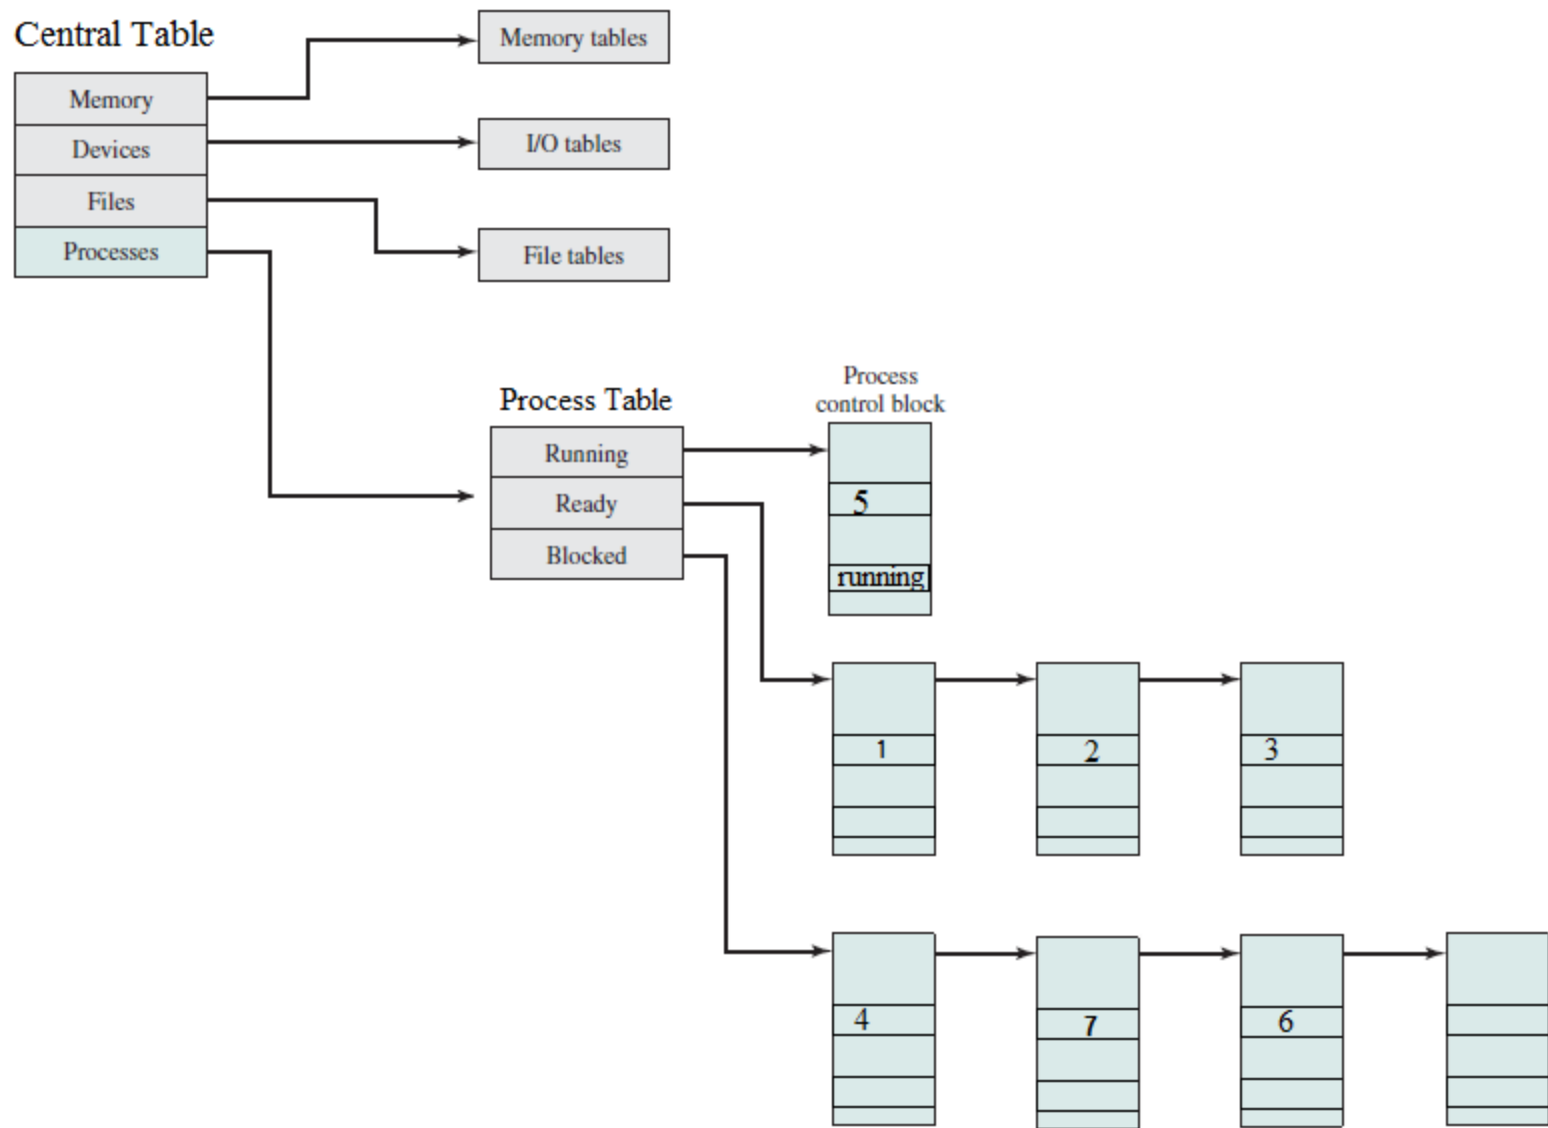 Central Table
Memory
Devices
Files
Processes
Memory tables
I/O tables
File tables
Process Table
Running
Ready
Blocked
Process
control block
5
running
1
2
3
4
7
6